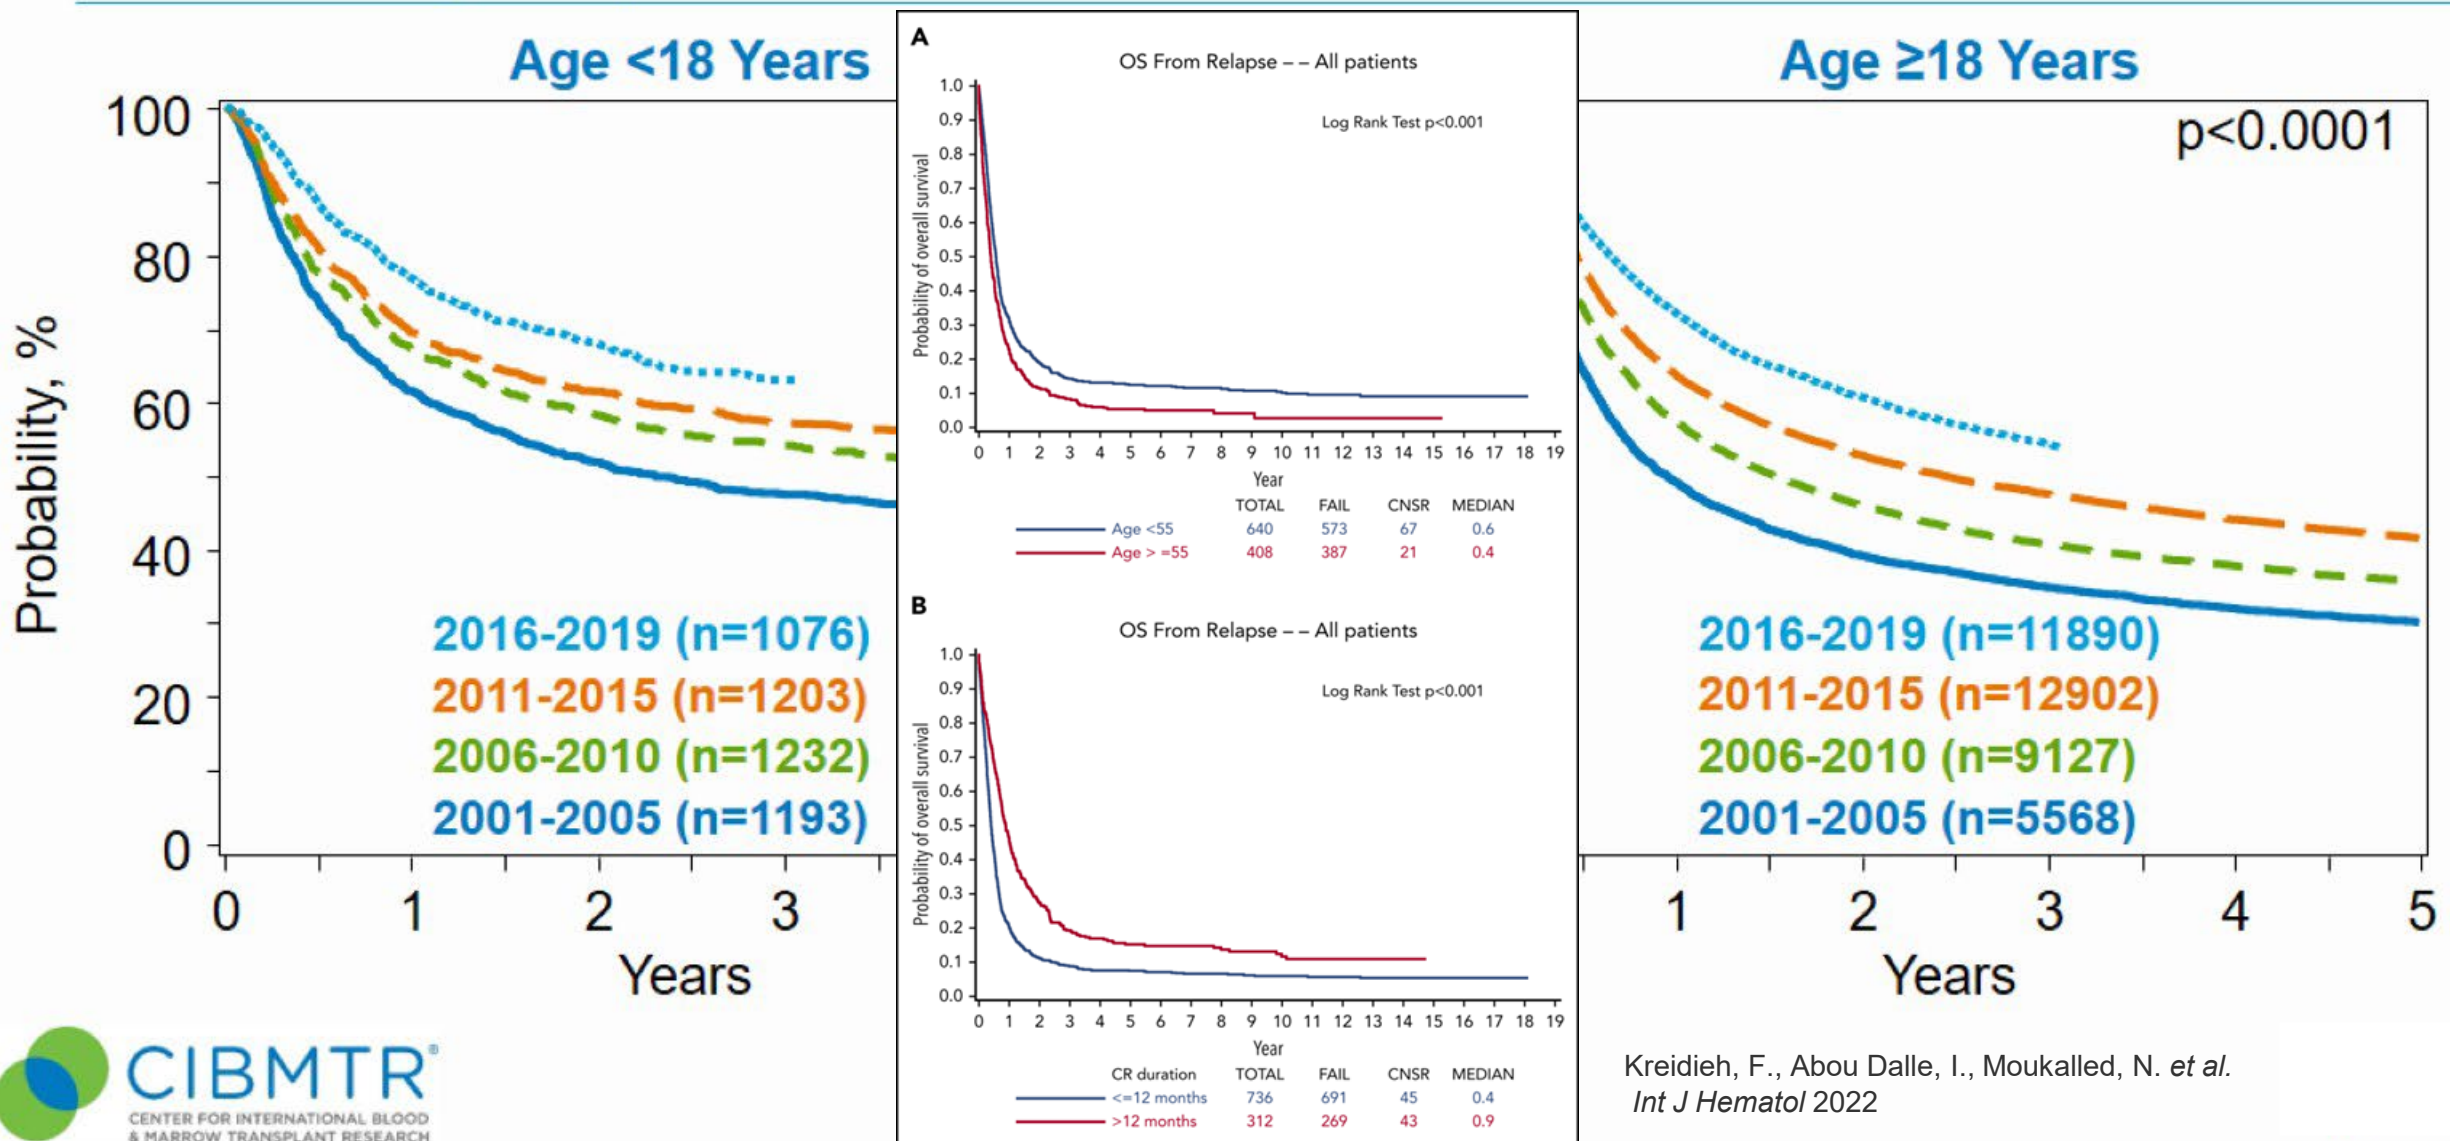 Age <18 Years
Probability, %
100
80
60
40
20
0
2016-2019 (n=1076)
2011-2015 (n=1203)
2006-2010 (n=1232)
2001-2005 (n=1193)
0 1 2 3
Years
A
OS From Relapse – – All patients
Log Rank Test p<0.001
Probability of overall survival
1.0
0.9
0.8
0.7
0.6
0.5
0.4
0.3
0.2
0.1
0.0
0 1 2 3 4 5 6 7 8 9 10 11 12 13 14 15 16 17 18 19
Year
TOTAL FAIL CNSR MEDIAN
Age <55 640 573 67 0.6
Age > =55 408 387 21 0.4
B
OS From Relapse – – All patients
Log Rank Test p<0.001
Probability of overall survival
1.0
0.9
0.8
0.7
0.6
0.5
0.4
0.3
0.2
0.1
0.0
0 1 2 3 4 5 6 7 8 9 10 11 12 13 14 15 16 17 18 19
Year
CR duration TOTAL FAIL CNSR MEDIAN
<=12 months 736 691 45 0.4
>12 months 312 269 43 0.9
Age ≥18 Years
p<0.0001
2016-2019 (n=11890)
2011-2015 (n=12902)
2006-2010 (n=9127)
2001-2005 (n=5568)
1 2 3 4 5
Years
CIBMTR®
CENTER FOR INTERNATIONAL BLOOD
& MARROW TRANSPLANT RESEARCH
Kreidieh, F., Abou Dalle, I., Moukalled, N. et al.
Int J Hematol 2022